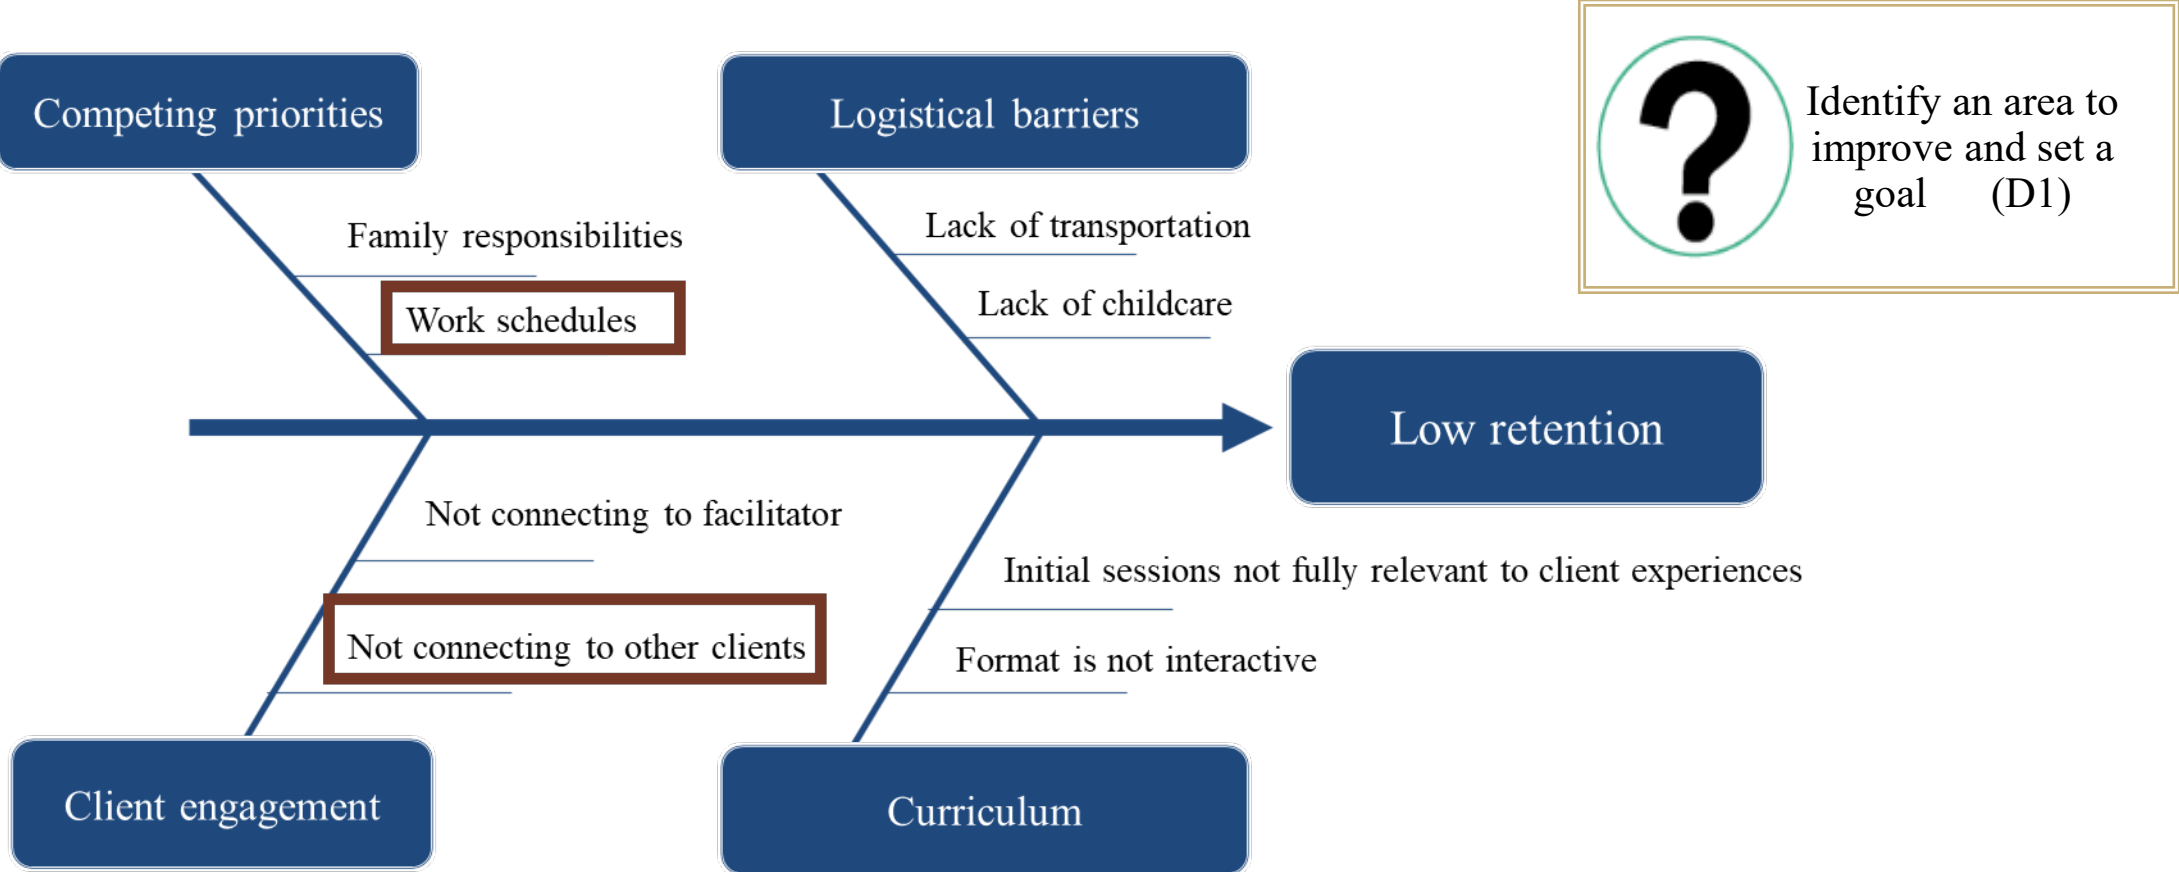 Competing priorities
Logistical barriers
Identify an area to
improve and set a
goal (D1)
Family responsibilities
Work schedules
Lack of transportation
Lack of childcare
Low retention
Not connecting to facilitator
Not connecting to other clients
Initial sessions not fully relevant to client experiences
Format is not interactive
Client engagement
Curriculum